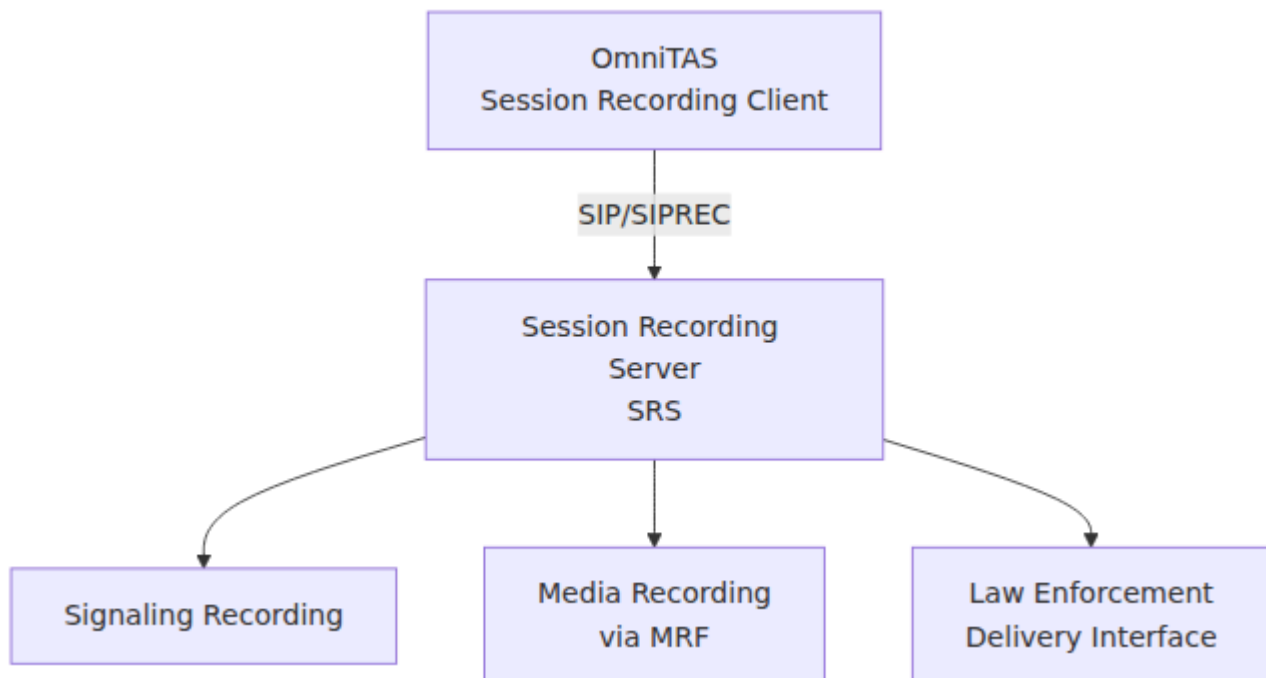 OmniTAS
Session Recording Client
SIP/SIPREC
Session Recording
Server
SRS
Signaling Recording
Media Recording
via MRF
Law Enforcement
Delivery Interface